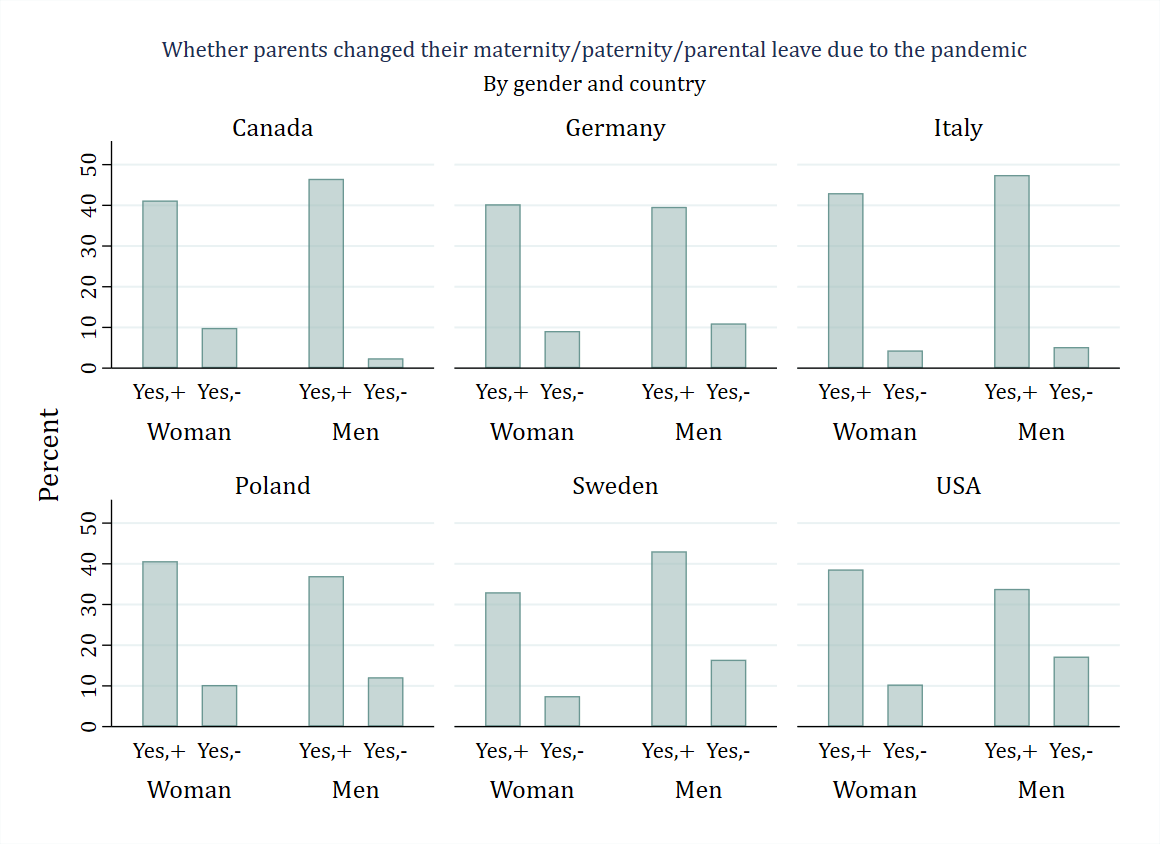 Whether parents changed their maternity/paternity/parental leave due to the pandemic
By gender and country
Canada
Germany
Italy
50
40
30
20
10
0
Yes,+ Yes,- Yes,+ Yes,- Yes,+ Yes,- Yes,+ Yes,- Yes,+ Yes,- Yes,+ Yes,-
Woman Men Woman Men Woman Men
Percent
Poland
Sweden
USA
50
40
30
20
10
0
Yes,+ Yes,- Yes,+ Yes,- Yes,+ Yes,- Yes,+ Yes,- Yes,+ Yes,- Yes,+ Yes,-
Woman Men Woman Men Woman Men